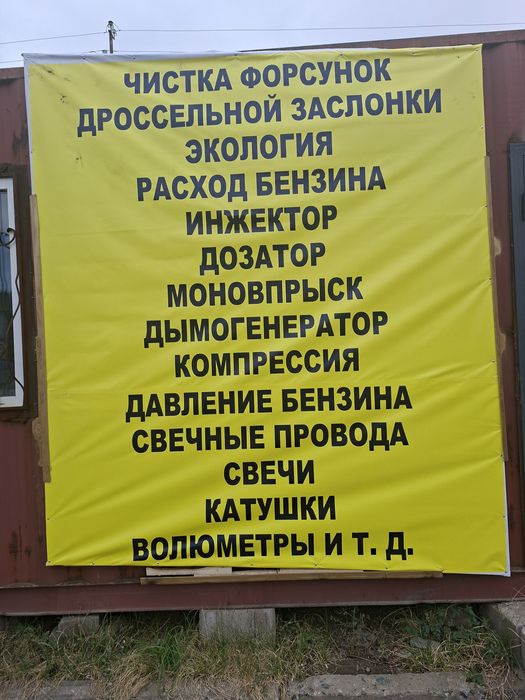 ЧИСТКА ФОРСУНОК
ДРОССЕЛЬНОЙ ЗАСЛОНКИ
ЭКОЛОГИЯ
РАСХОД БЕНЗИНА
ИНЖЕКТОР
ДОЗАТОР
МОНОВПРЫСК
ДЫМОГЕНЕРАТОР
КОМПРЕССИЯ
ДАВЛЕНИЕ БЕНЗИНА
СВЕЧНЫЕ ПРОВОДА
СВЕЧИ
КАТУШКИ
ВОЛЮМЕТРЫ И Т. Д.